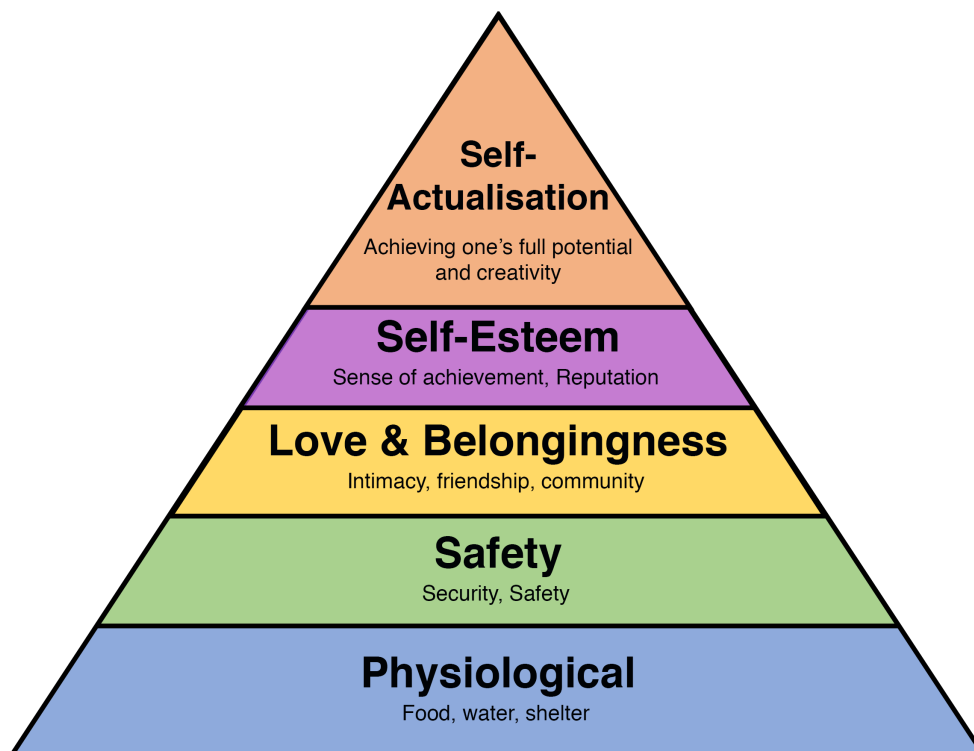 Self-
Actualisation
Achieving one's full potential
and creativity
Self-Esteem
Sense of achievement, Reputation
Love & Belongingness
Intimacy, friendship, community
Safety
Security, Safety
Physiological
Food, water, shelter